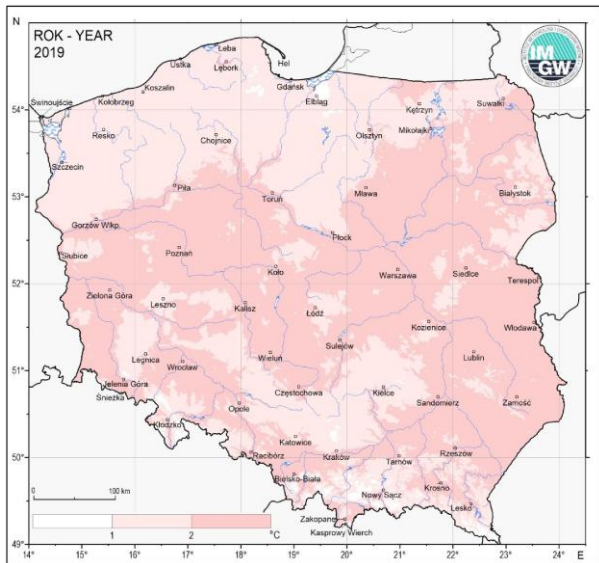 N
ROK - YEAR
2019
IM
GW
Łeba
Ustka
Lębork
Hel
Koszalin
Gdańsk
Świnoujście
Kołobrzeg
Elbląg
Kętrzyn
Suwałki
54°
Resko
Chojnice
Olsztyn
Mikołajki
Szczecin
Piła
Toruń
Mława
Białystok
53°
Gorzów Wlkp.
Płock
Słubice
Poznań
Koło
Warszawa
Siedlce
Terespol
52°
Zielona Góra
Leszno
Kalisz
Łódź
Kozienice
Włodawa
Sulejów
Legnica
Wrocław
Wieluń
Lublin
51°
Jelenia Góra
Śnieżka
Częstochowa
Kielce
Opole
Sandomierz
Zamość
Kłodzko
Katowice
Racibórz
Kraków
Tarnów
Rzeszów
50°
Bielsko-Biała
Nowy Sącz
Krosno
Lesko
0 100 km
Zakopane
Kasprowy Wierch
1 2 °C
49°
14° 15° 16° 17° 18° 19° 20° 21° 22° 23° 24° E